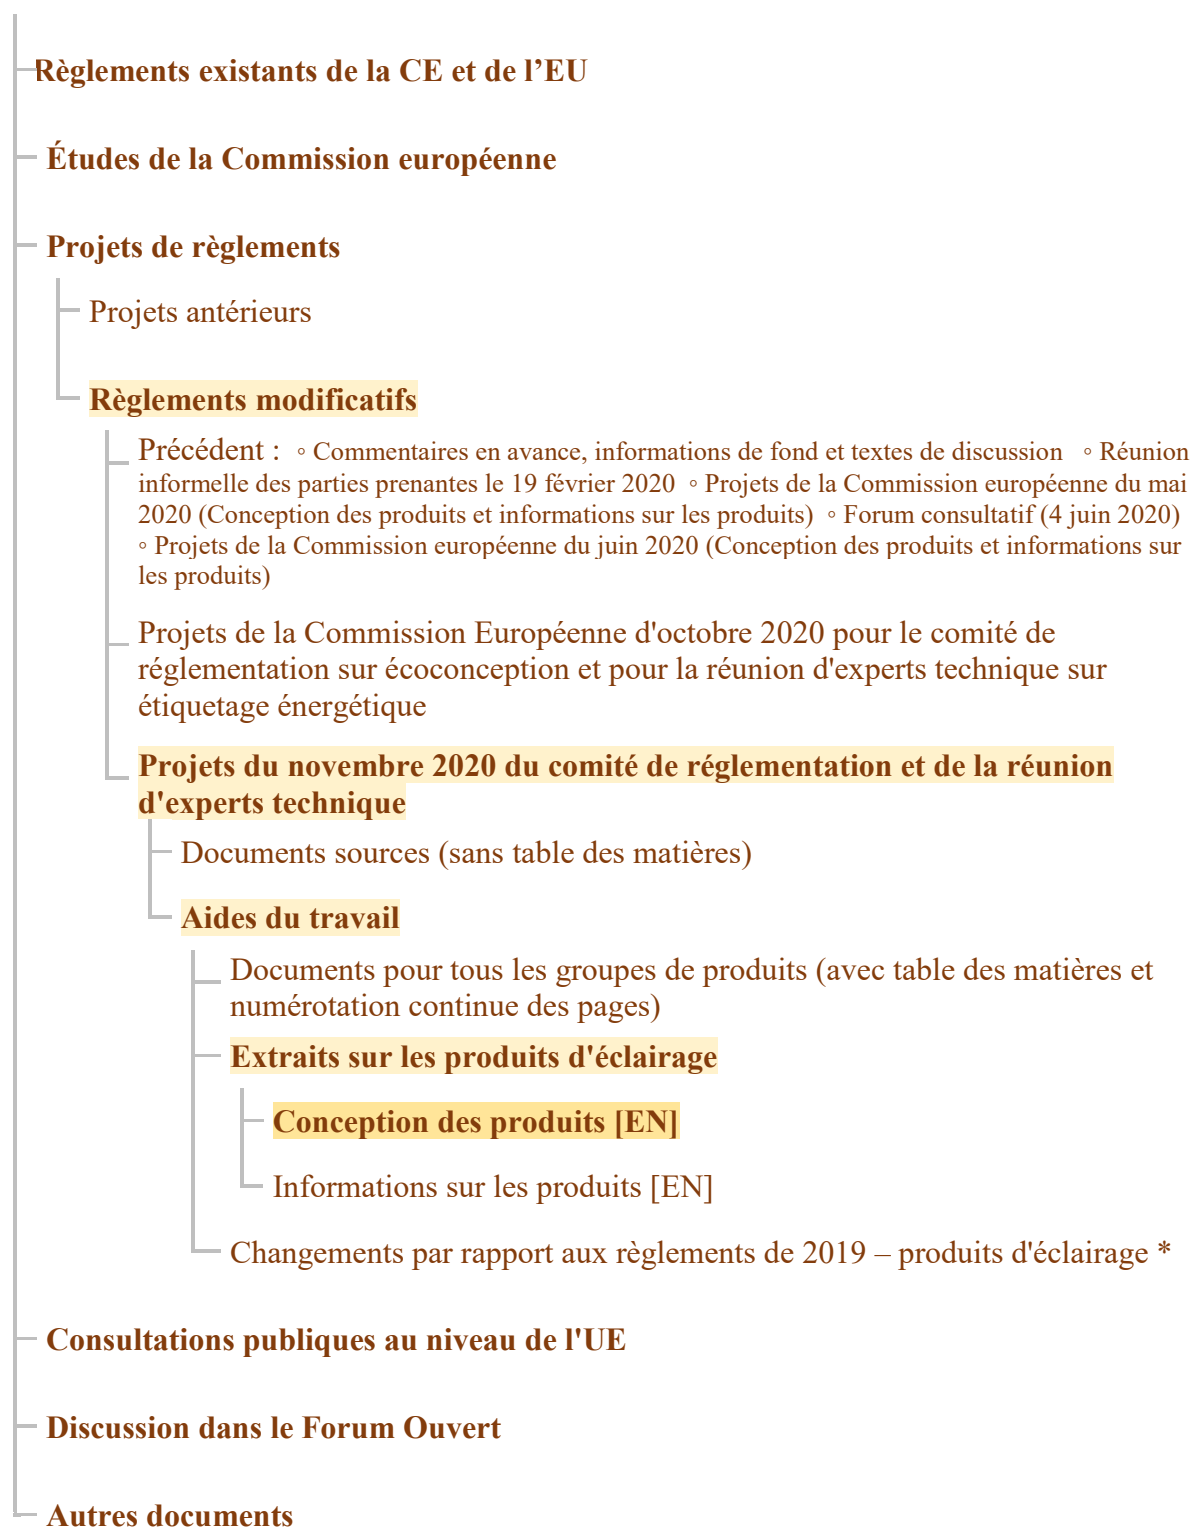 Règlements existants de la CE et de l’EU
Études de la Commission européenne
Projets de règlements
Projets antérieurs
Règlements modificatifs
Précédent : ◦ Commentaires en avance, informations de fond et textes de discussion ◦ Réunion
informelle des parties prenantes le 19 février 2020 ◦ Projets de la Commission européenne du mai
2020 (Conception des produits et informations sur les produits) ◦ Forum consultatif (4 juin 2020)
◦ Projets de la Commission européenne du juin 2020 (Conception des produits et informations sur
les produits)
Projets de la Commission Européenne d'octobre 2020 pour le comité de
réglementation sur écoconception et pour la réunion d'experts technique sur
étiquetage énergétique
Projets du novembre 2020 du comité de réglementation et de la réunion
d'experts technique
Documents sources (sans table des matières)
Aides du travail
Documents pour tous les groupes de produits (avec table des matières et
numérotation continue des pages)
Extraits sur les produits d'éclairage
Conception des produits [EN]
Informations sur les produits [EN]
Changements par rapport aux règlements de 2019 – produits d'éclairage *
Consultations publiques au niveau de l'UE
Discussion dans le Forum Ouvert
Autres documents